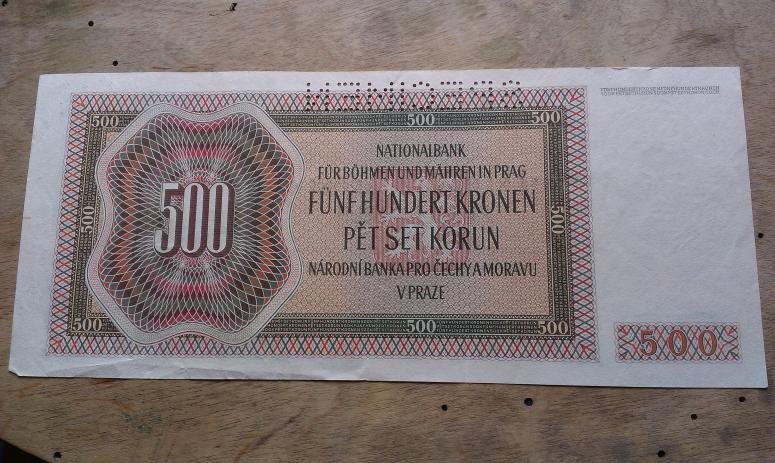 500 500 500
NATIONALBANK
FÜR BÖHMEN UND MÄHREN IN PRAG
FÜNF HUNDERT KRONEN
PĚT SET KORUN
NÁRODNÍ BANKA PRO ČECHY A MORAVU
V PRAZE
500
500
500
500 500 500
500